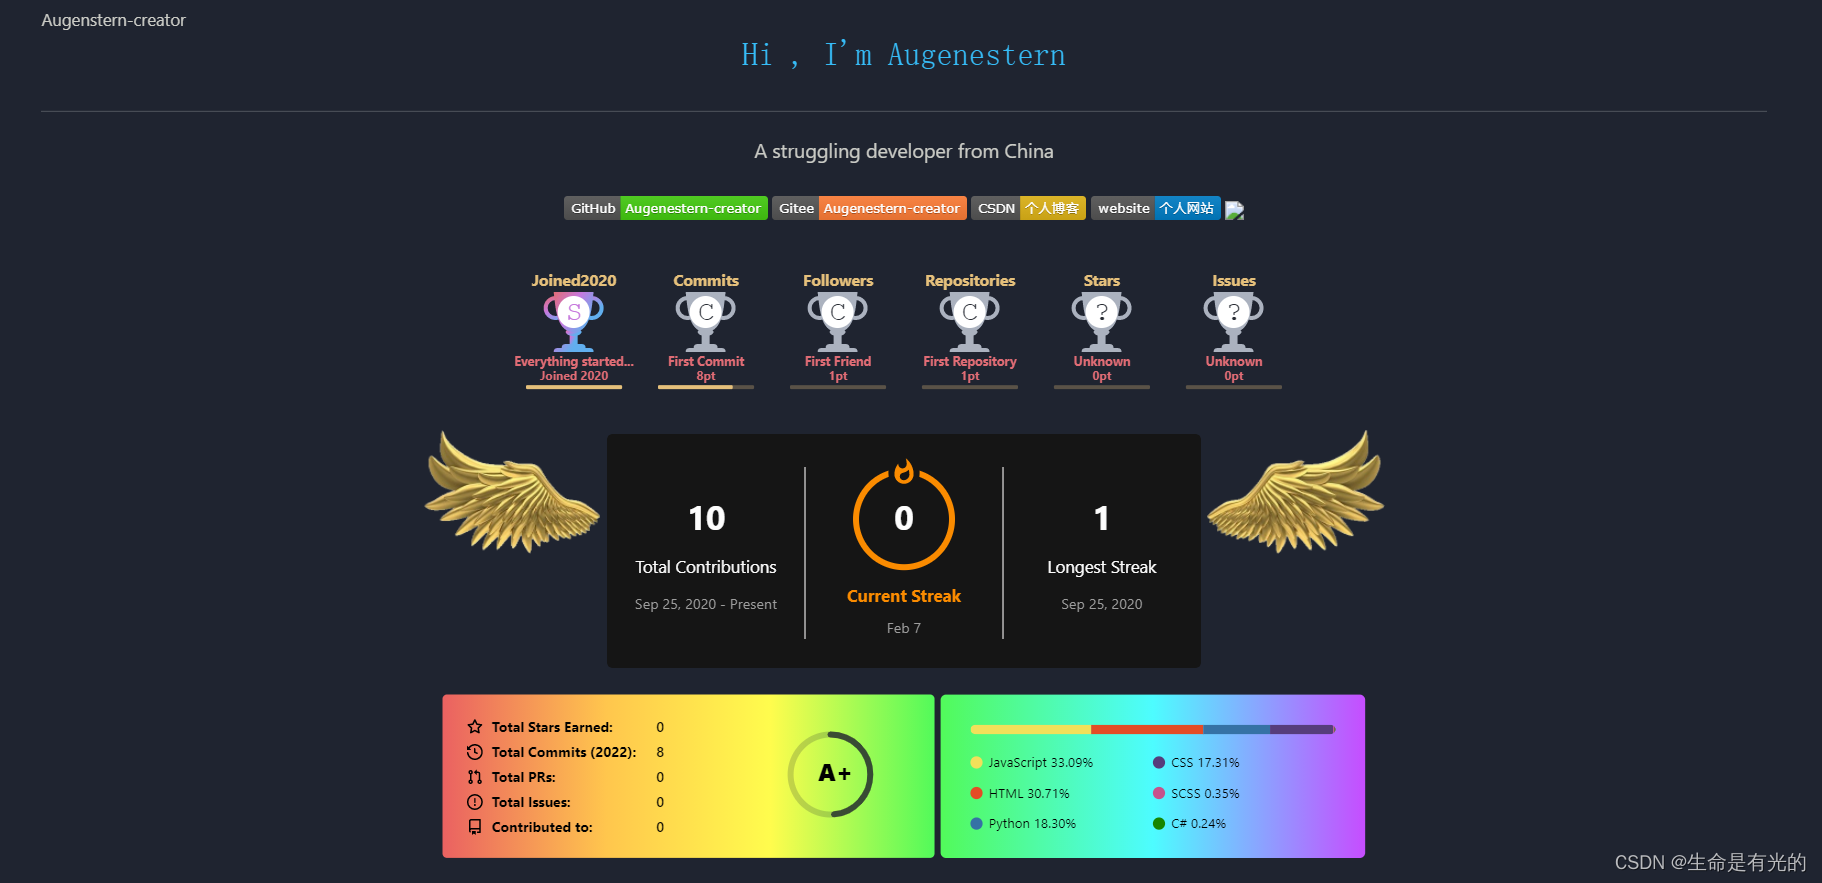 Augenstern-creator
Hi , I'm Augenestern
A struggling developer from China
GitHub Augenestern-creator Gitee Augenestern-creator CSDN 个人博客 website 个人网站
Joined2020 Commits Followers Repositories Stars Issues
S C C C ? ?
Everything started... First Commit First Friend First Repository Unknown Unknown
Joined 2020 8pt 1pt 1pt 0pt 0pt
10 0 1
Total Contributions Longest Streak
Current Streak
Sep 25, 2020 - Present Sep 25, 2020
Feb 7
Total Stars Earned: 0
Total Commits (2022): 8
Total PRs: 0
Total Issues: 0
Contributed to: 0
A+
JavaScript 33.09% CSS 17.31%
HTML 30.71% SCSS 0.35%
Python 18.30% C# 0.24%
CSDN @生命是有光的